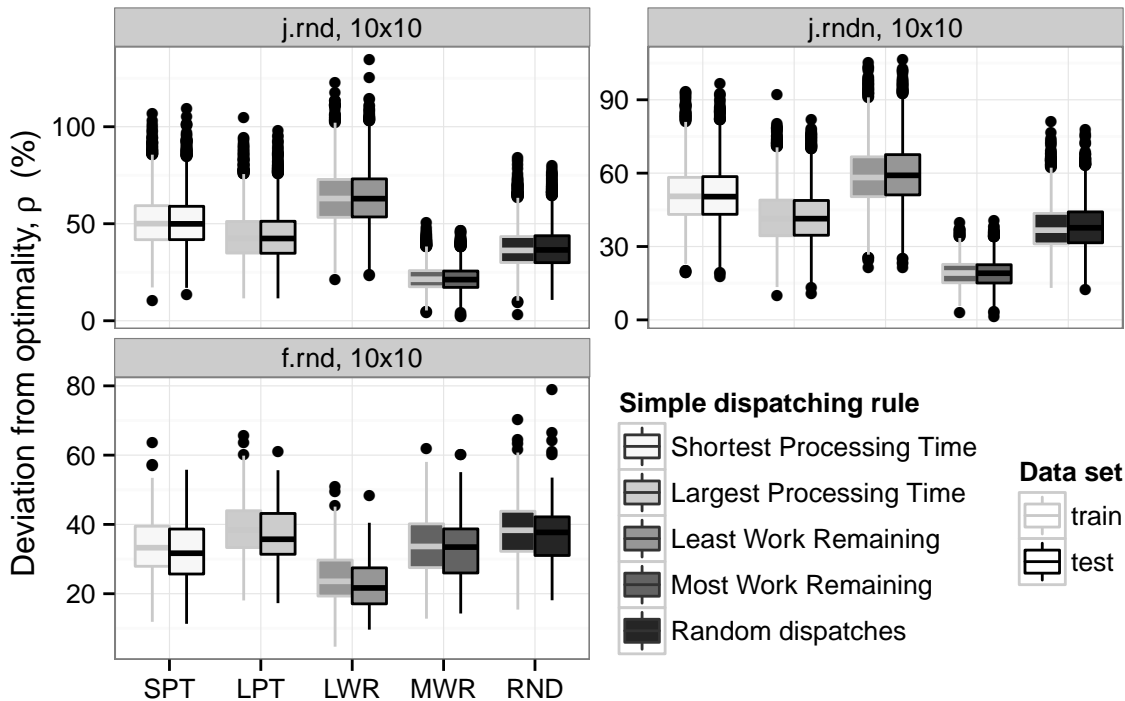 j.rnd, 10x10
j.rndn, 10x10
Deviation from optimality, ρ (%)
100
50
0
90
60
30
0
f.rnd, 10x10
80
60
40
20
SPT LPT LWR MWR RND
Simple dispatching rule
Shortest Processing Time
Largest Processing Time
Least Work Remaining
Most Work Remaining
Random dispatches
Data set
train
test